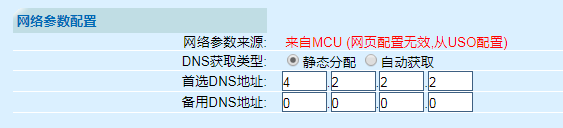 网络参数配置
网络参数来源: 来自MCU (网页配置无效,从USO配置)
DNS获取类型: 静态分配 自动获取
首选DNS地址: 4.2.2.2
备用DNS地址: 0.0.0.0